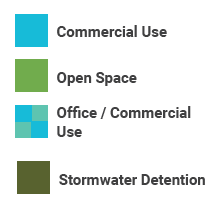 Commercial Use
Open Space
Office / Commercial
Use
Stormwater Detention